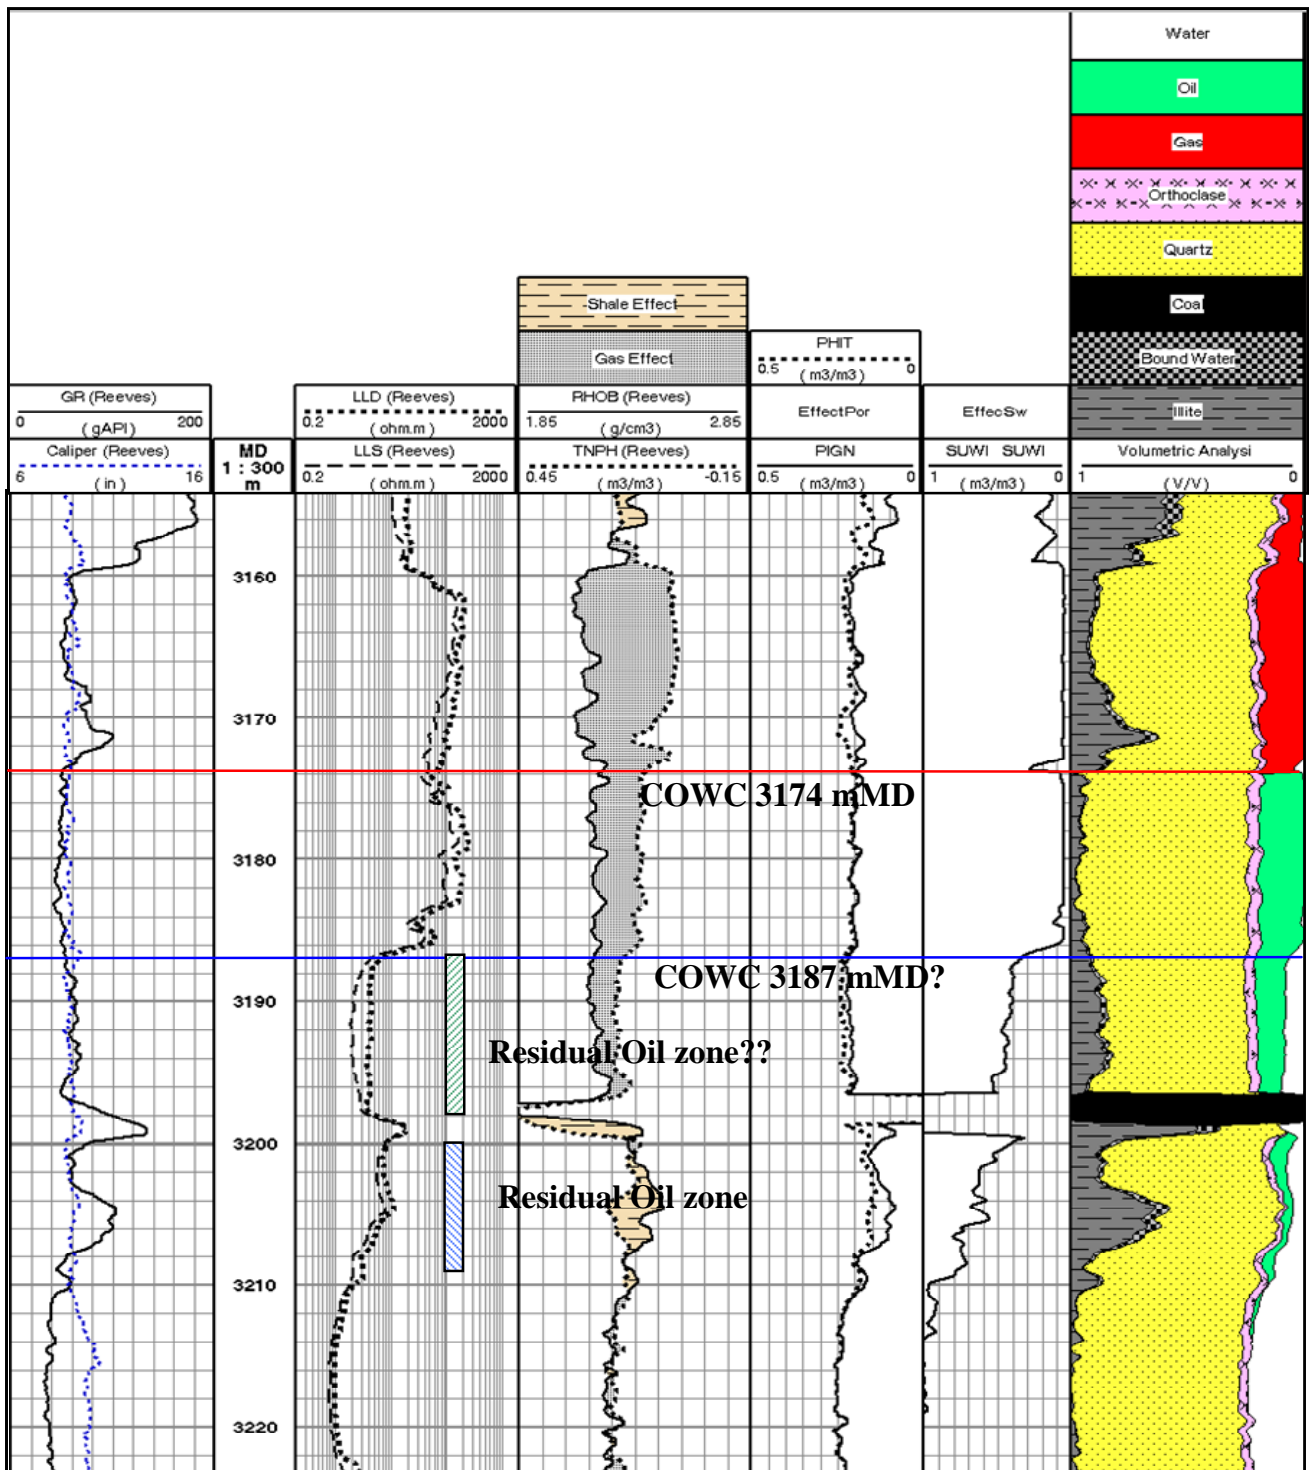 Water
Oil
Gas
Orthoclase
Quartz
Shale Effect
Coal
Gas Effect
PHIT
0.5 (m3/m3) 0
Bound Water
GR (Reeves)
0 (gAPI) 200
LLD (Reeves)
0.2 (ohm.m) 2000
RHOB (Reeves)
1.85 (g/cm3) 2.85
EffectPor
EffecSw
Illite
Caliper (Reeves)
6 (in) 16
MD
1 : 300
m
LLS (Reeves)
0.2 (ohm.m) 2000
TNPH (Reeves)
0.45 (m3/m3) -0.15
PIGN
0.5 (m3/m3) 0
SUWI SUWI
1 (m3/m3) 0
Volumetric Analysi
1 (V/V) 0
3160
3170
COWC 3174 mMD
3180
COWC 3187 mMD?
3190
Residual Oil zone??
3200
Residual Oil zone
3210
3220